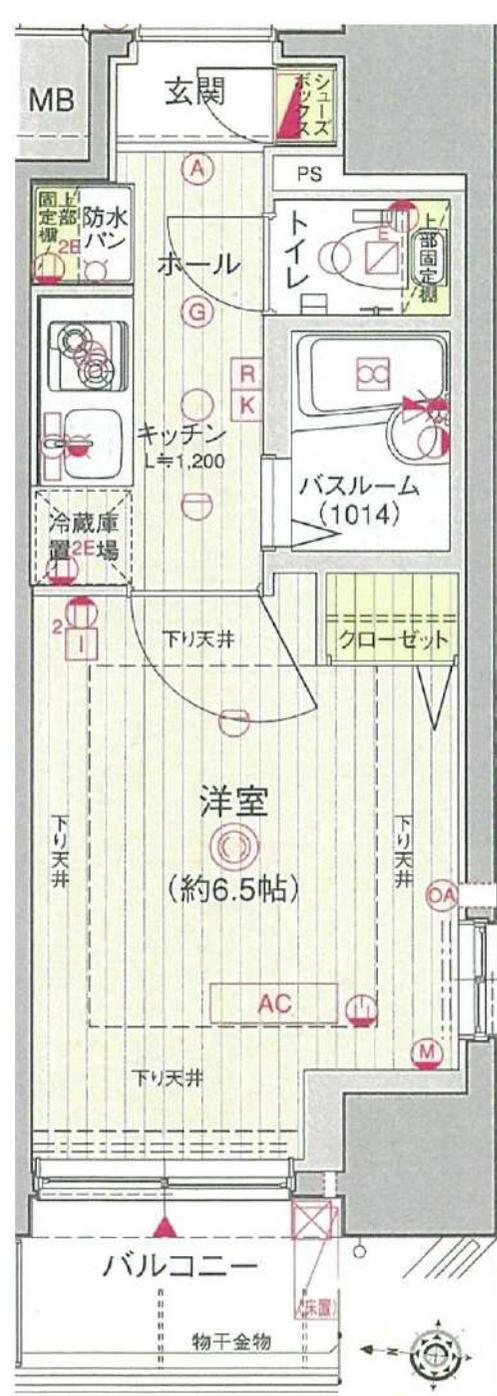 MB
玄関
シューズ
ボックス
A
PS
固定棚
上部
2E
防水
パン
ホール
トイレ
E
上部固定棚
G
R
K
キッチン
L≒1,200
バスルーム
(1014)
冷蔵庫
置2E場
2
I
下り天井
クローゼット
洋室
(約6.5帖)
下り天井
下り天井
OA
AC
M
下り天井
バルコニー
(床置)
物干金物
N